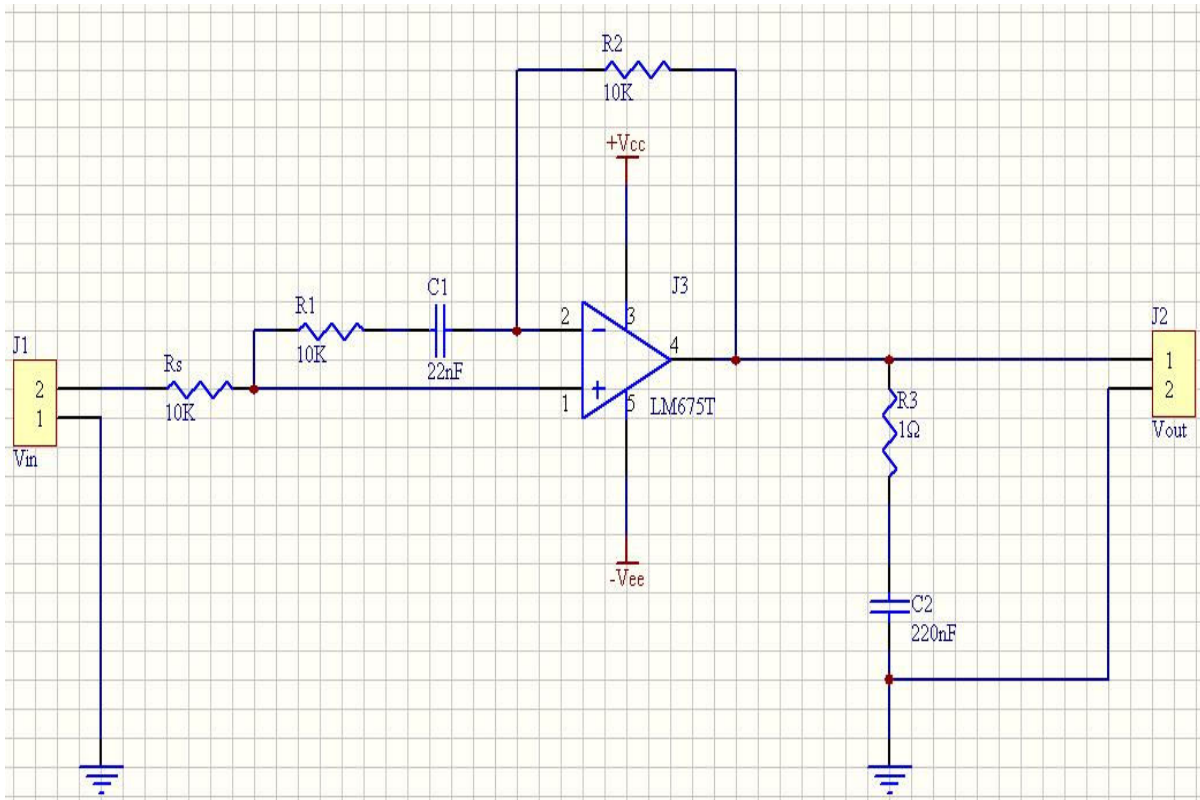 R2
10K
+Vcc
J3
C1
2
3
R1
4
J1
10K
22nF
J2
Rs
1
2
2
1
10K
1
5
LM675T
R3
1Ω
Vin
Vout
-Vee
C2
220nF